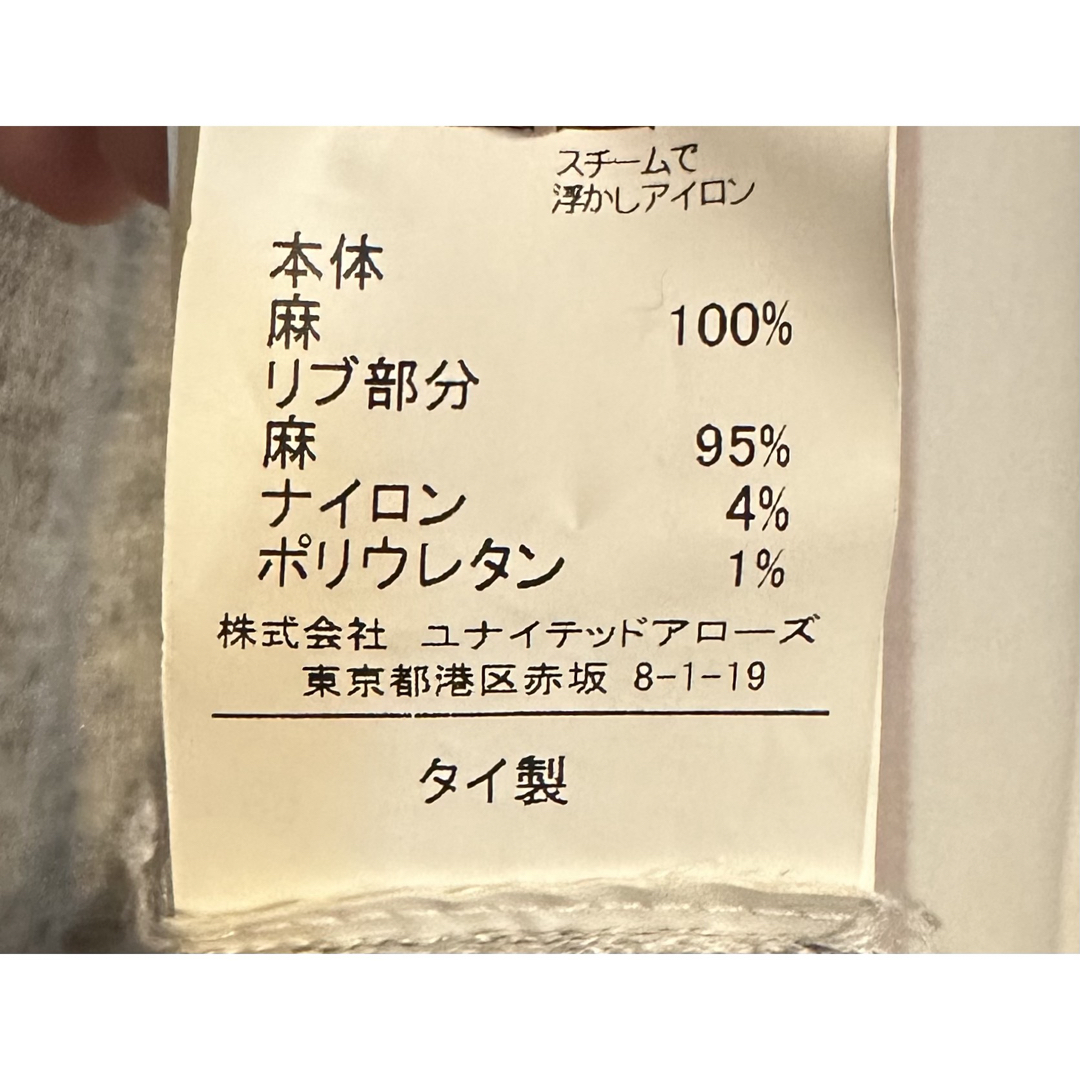 スチームで
浮かしアイロン
本体
麻 100%
リブ部分
麻 95%
ナイロン 4%
ポリウレタン 1%
株式会社 ユナイテッドアローズ
東京都港区赤坂 8-1-19
タイ製